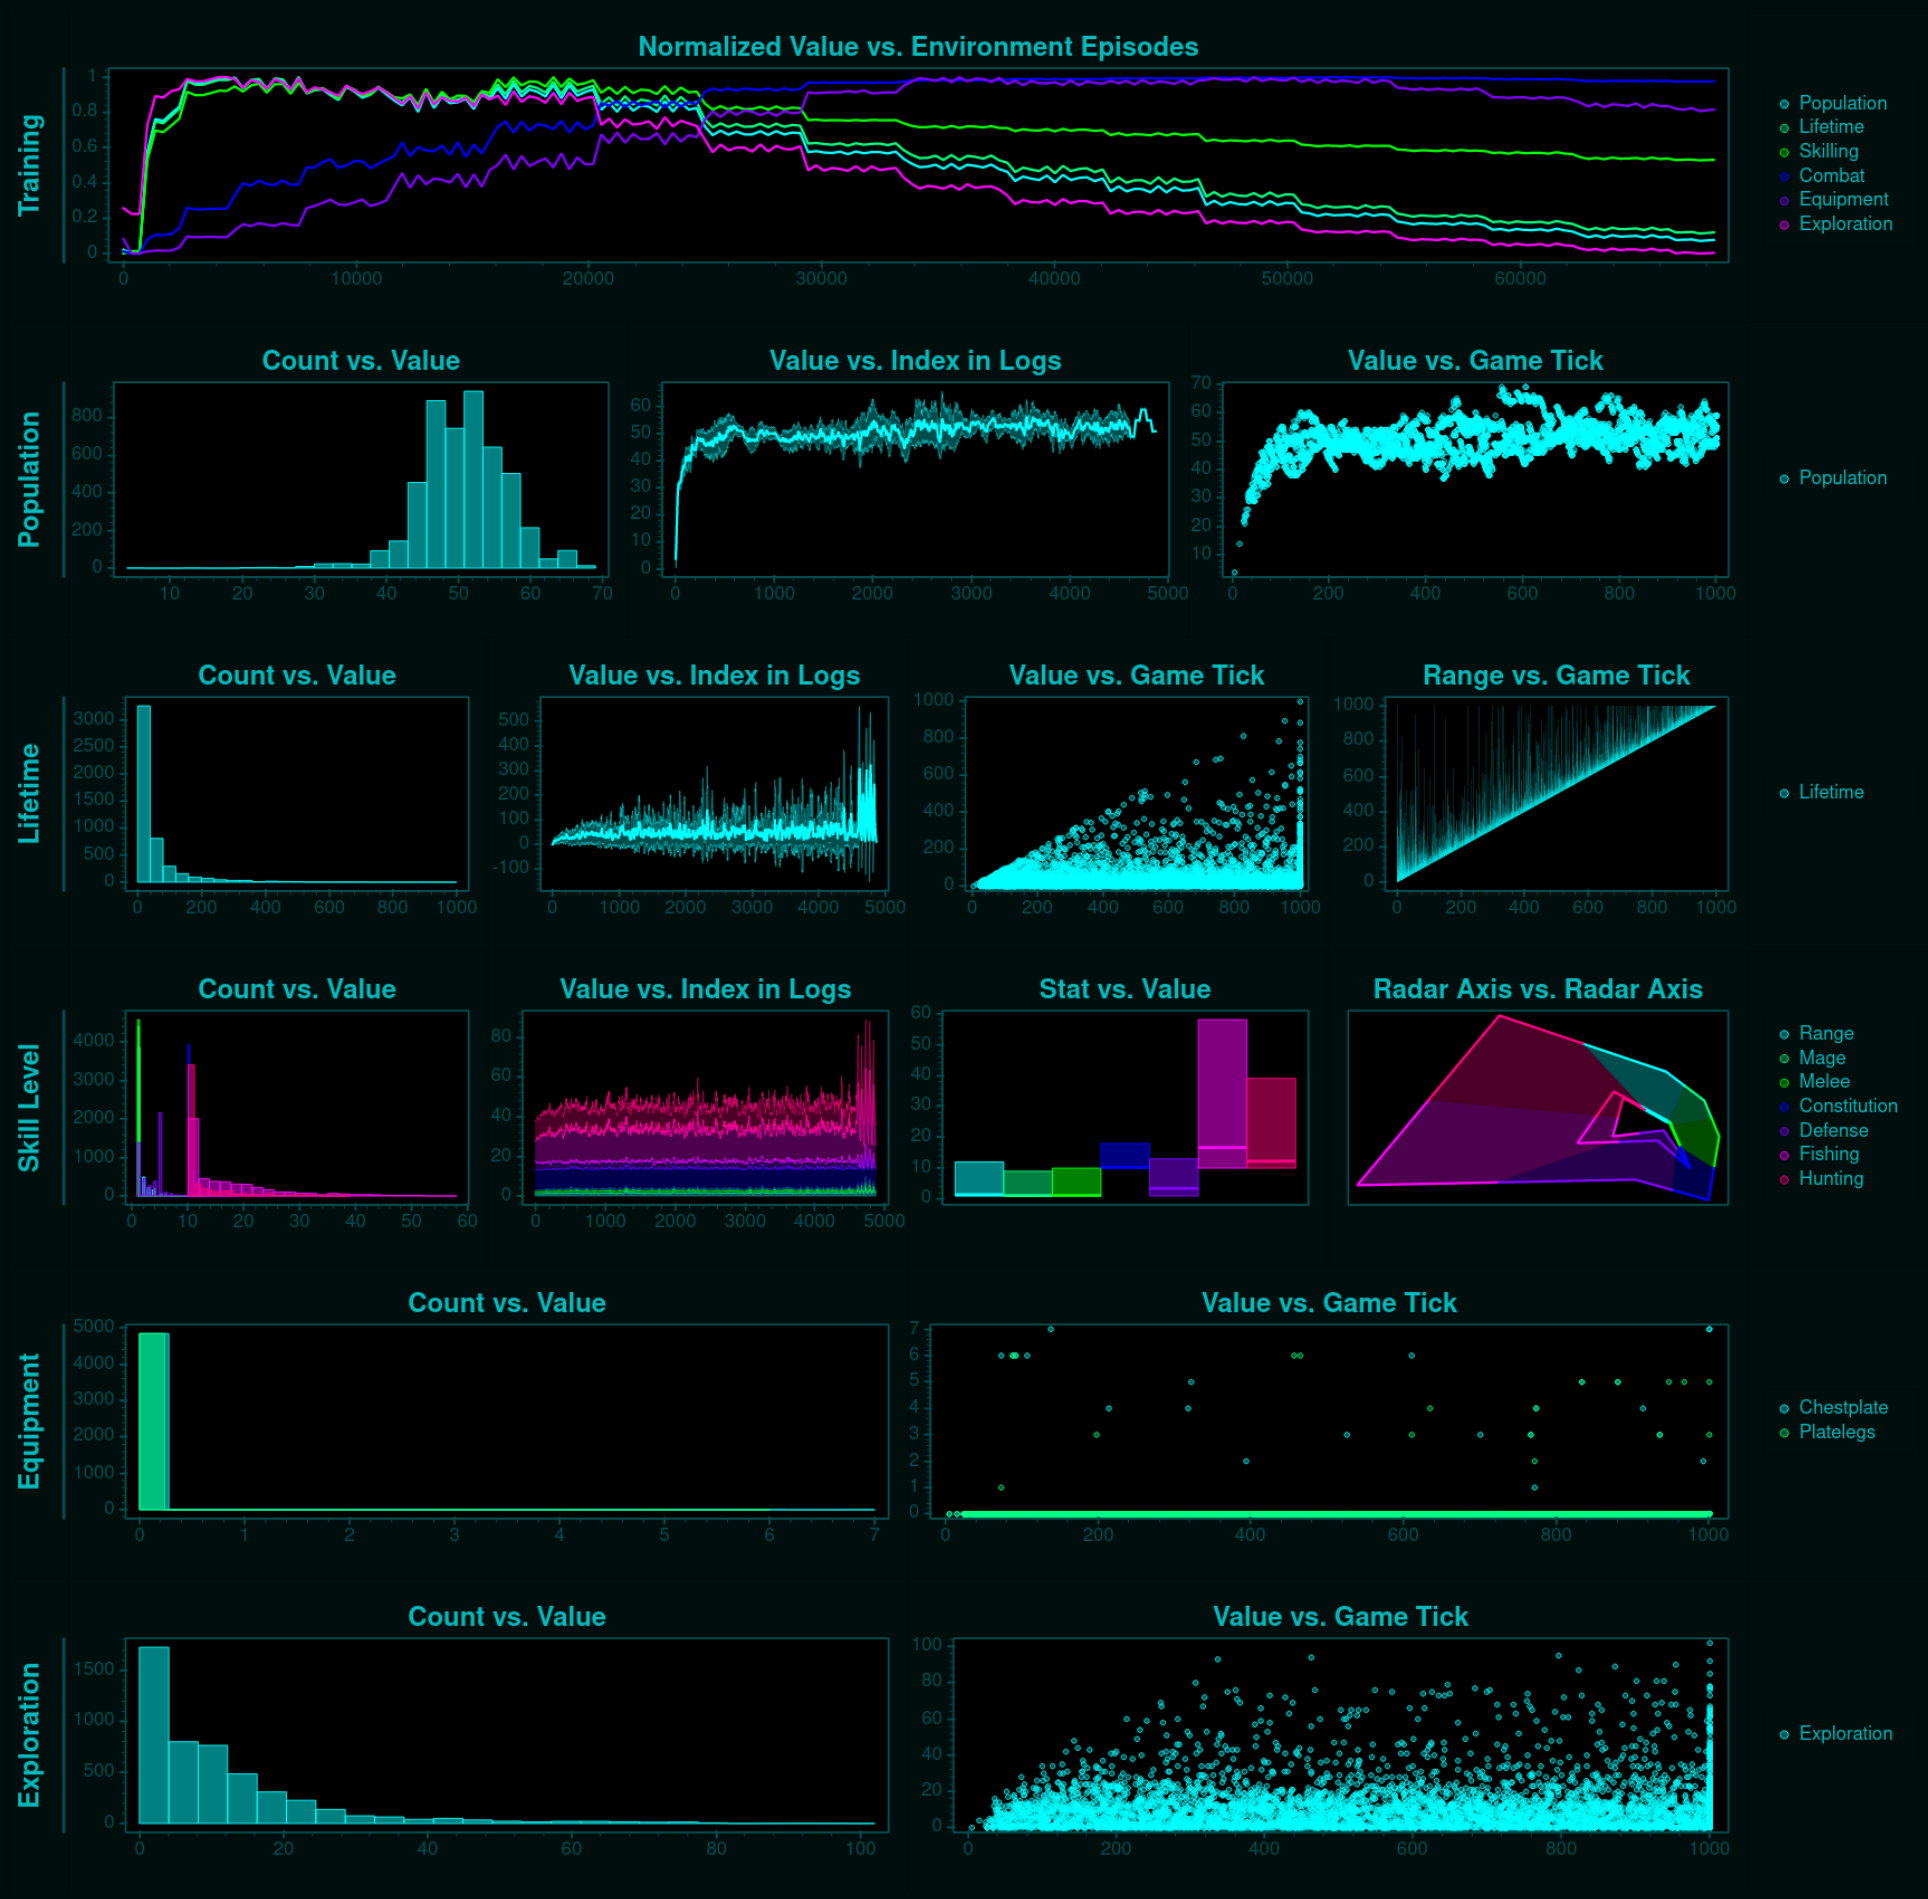 Normalized Value vs. Environment Episodes
Training
1
0.8
0.6
0.4
0.2
0
0 10000 20000 30000 40000 50000 60000
Population
Lifetime
Skilling
Combat
Equipment
Exploration
Count vs. Value
Value vs. Index in Logs
Value vs. Game Tick
Population
800
600
400
200
0
10 20 30 40 50 60 70
60
50
40
30
20
10
0
0 1000 2000 3000 4000 5000
70
60
50
40
30
20
10
0 200 400 600 800 1000
Population
Count vs. Value
Value vs. Index in Logs
Value vs. Game Tick
Range vs. Game Tick
Lifetime
3000
2500
2000
1500
1000
500
0
0 200 400 600 800 1000
500
400
300
200
100
0
-100
0 1000 2000 3000 4000 5000
1000
800
600
400
200
0
0 200 400 600 800 1000
1000
800
600
400
200
0
0 200 400 600 800 1000
Lifetime
Count vs. Value
Value vs. Index in Logs
Stat vs. Value
Radar Axis vs. Radar Axis
Skill Level
4000
3000
2000
1000
0
0 10 20 30 40 50 60
80
60
40
20
0
0 1000 2000 3000 4000 5000
60
50
40
30
20
10
0
Range
Mage
Melee
Constitution
Defense
Fishing
Hunting
Count vs. Value
Value vs. Game Tick
Equipment
5000
4000
3000
2000
1000
0
0 1 2 3 4 5 6 7
7
6
5
4
3
2
1
0
0 200 400 600 800 1000
Chestplate
Platelegs
Count vs. Value
Value vs. Game Tick
Exploration
1500
1000
500
0
0 20 40 60 80 100
100
80
60
40
20
0
0 200 400 600 800 1000
Exploration